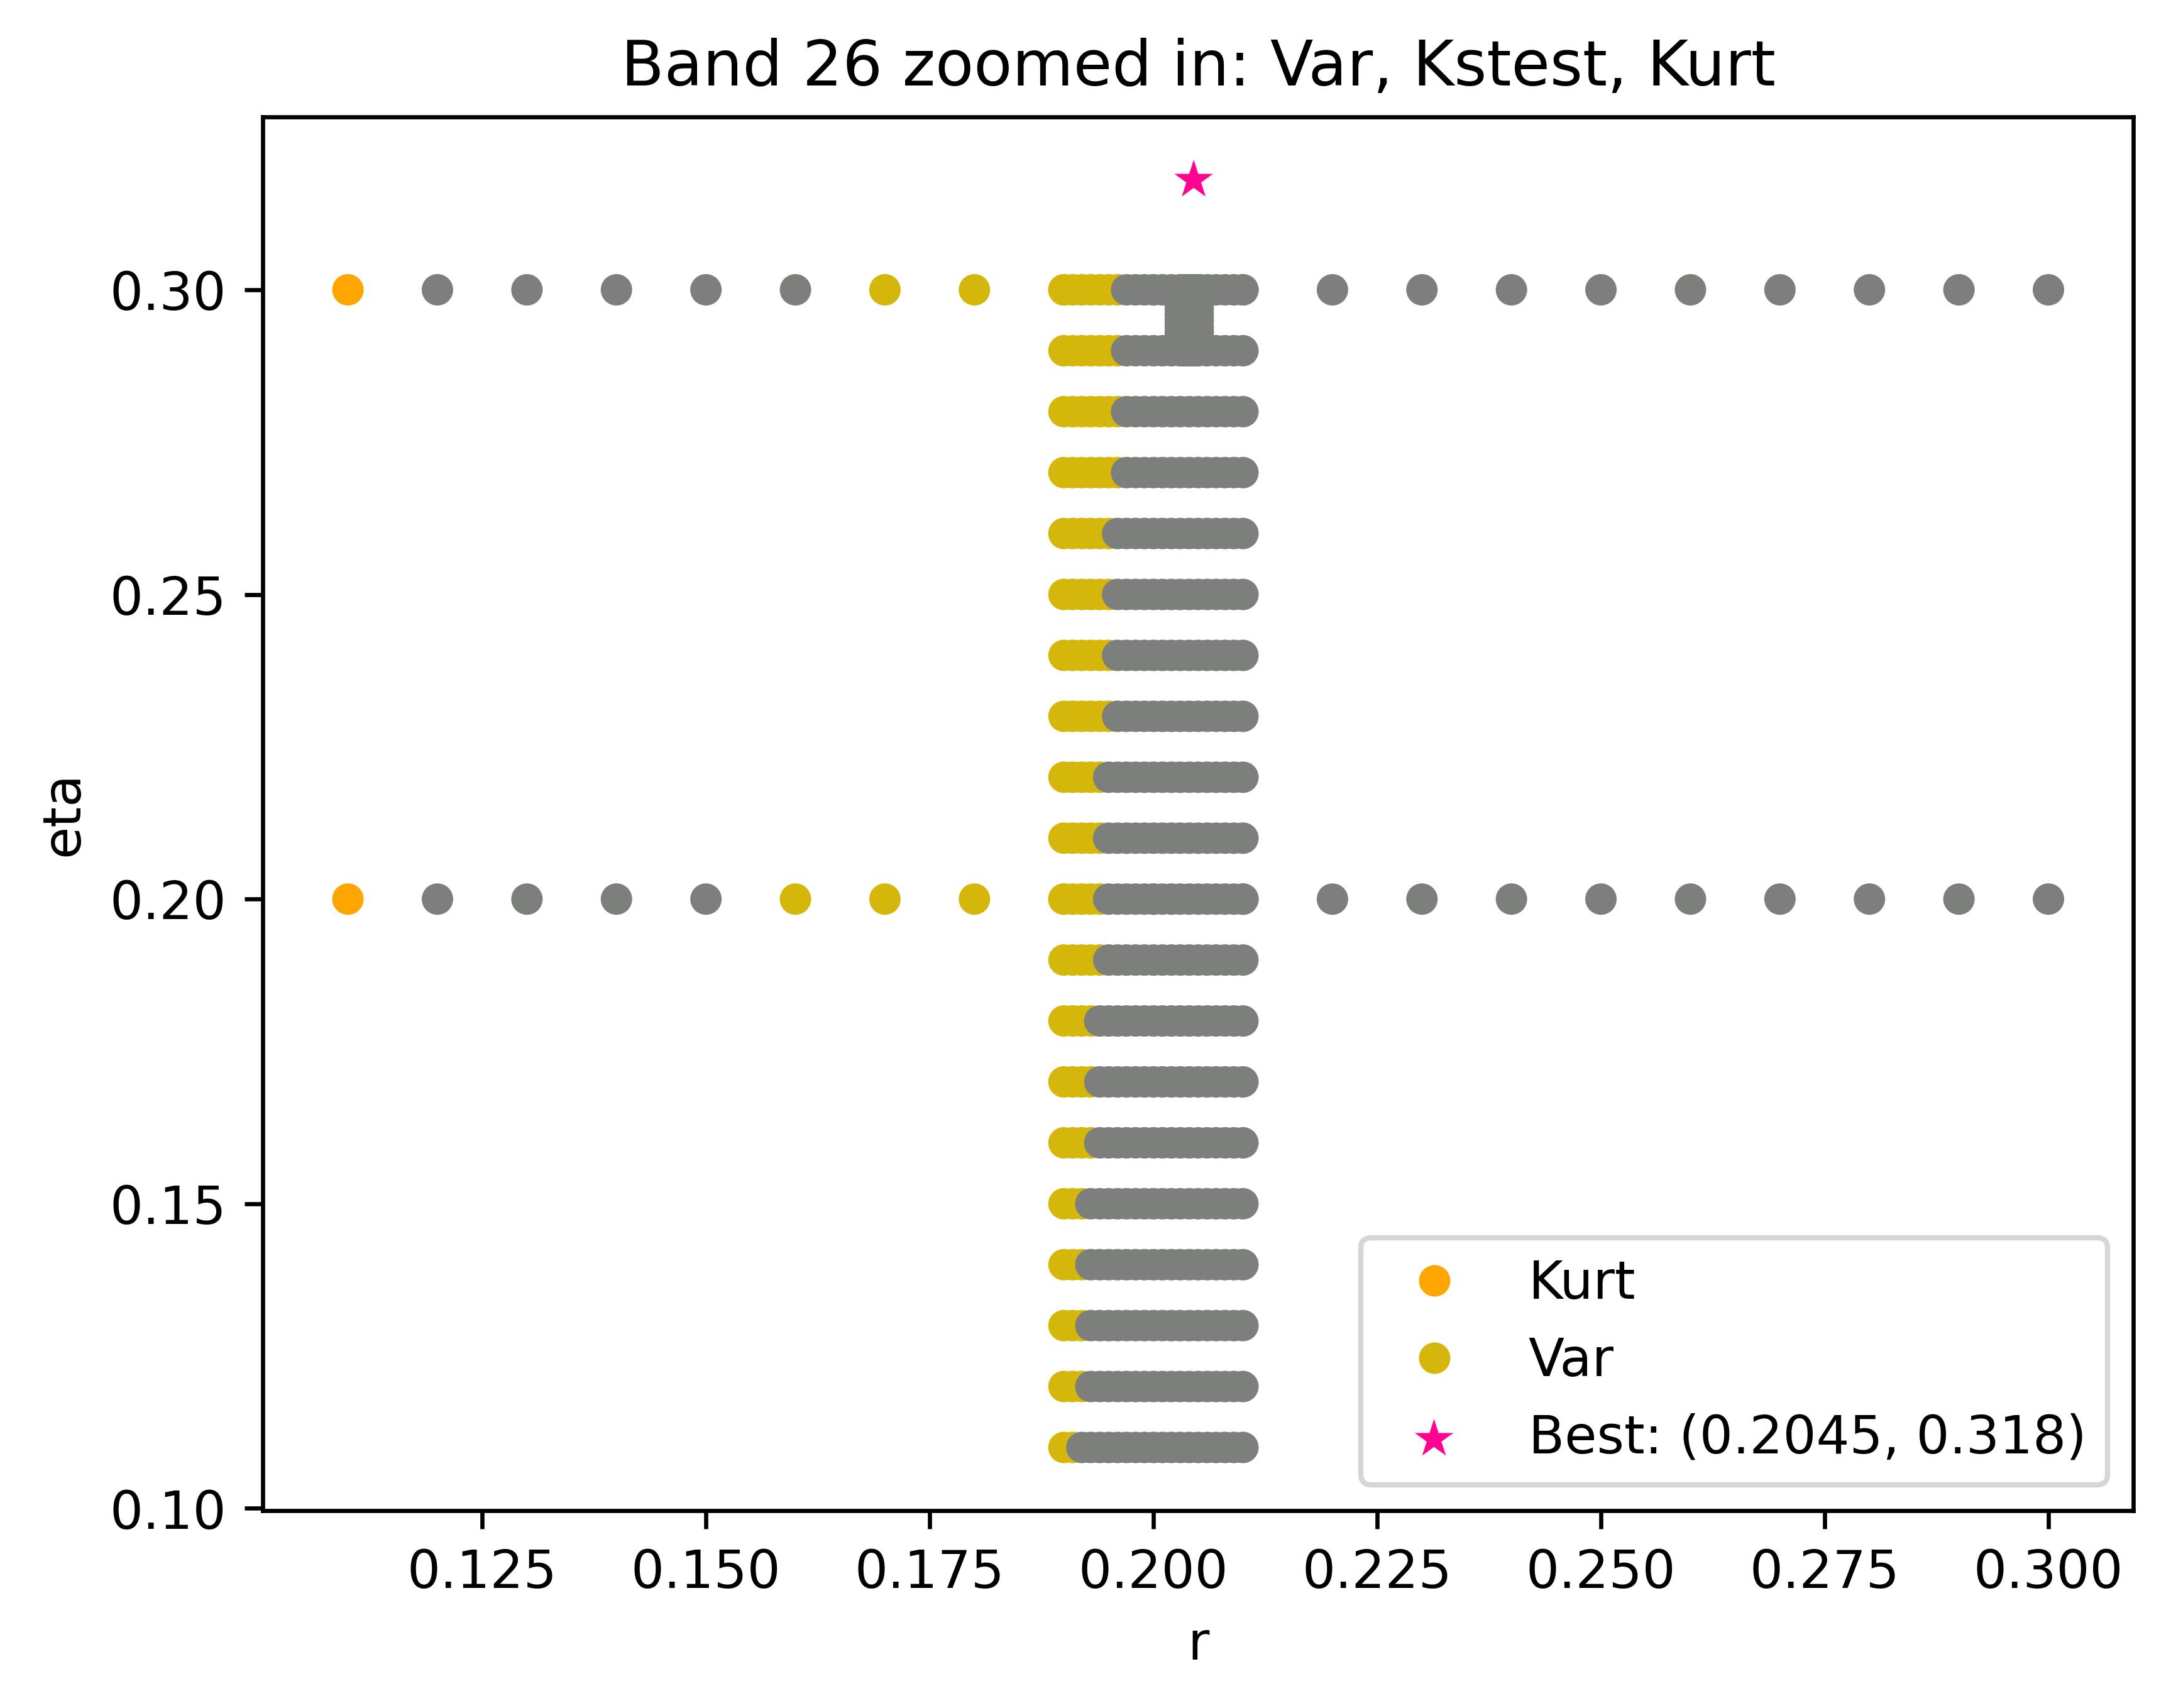 Band 26 zoomed in: Var, Kstest, Kurt
0.30
0.25
0.20
0.15
0.10
eta
Kurt
Var
Best: (0.2045, 0.318)
0.125 0.150 0.175 0.200 0.225 0.250 0.275 0.300
r